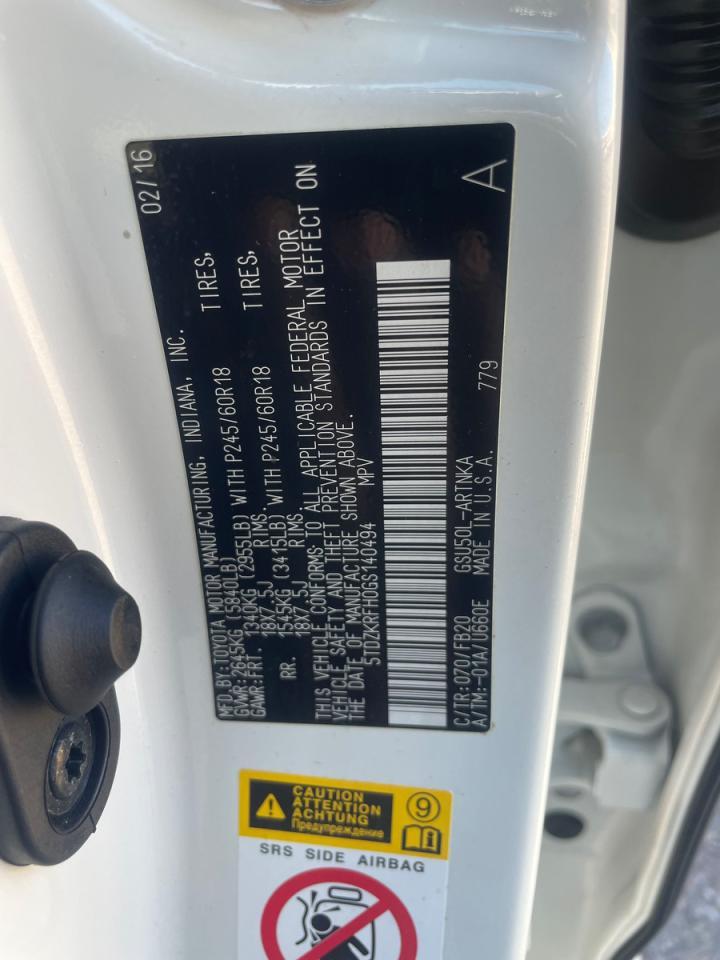 02/16
MFD.BY:TOYOTA MOTOR MANUFACTURING, INDIANA, INC.
GVWR:2645KG (5840LB)
GAWR:FRT. 1340KG (2955LB) WITH P245/60R18 TIRES,
18X7.5J RIMS.
RR. 1545KG (3415LB) WITH P245/60R18 TIRES,
18X7.5J RIMS.
THIS VEHICLE CONFORMS TO ALL APPLICABLE FEDERAL MOTOR
VEHICLE SAFETY AND THEFT PREVENTION STANDARDS IN EFFECT ON
THE DATE OF MANUFACTURE SHOWN ABOVE.
5TDZKRFH0GS140494 MPV
C/TR:070/FB20 GSU50L-ARTNKA
A/TM:-01A/U660E MADE IN U.S.A. 779 A
CAUTION
ATTENTION
ACHTUNG
Предупреждение
9
i
SRS SIDE AIRBAG